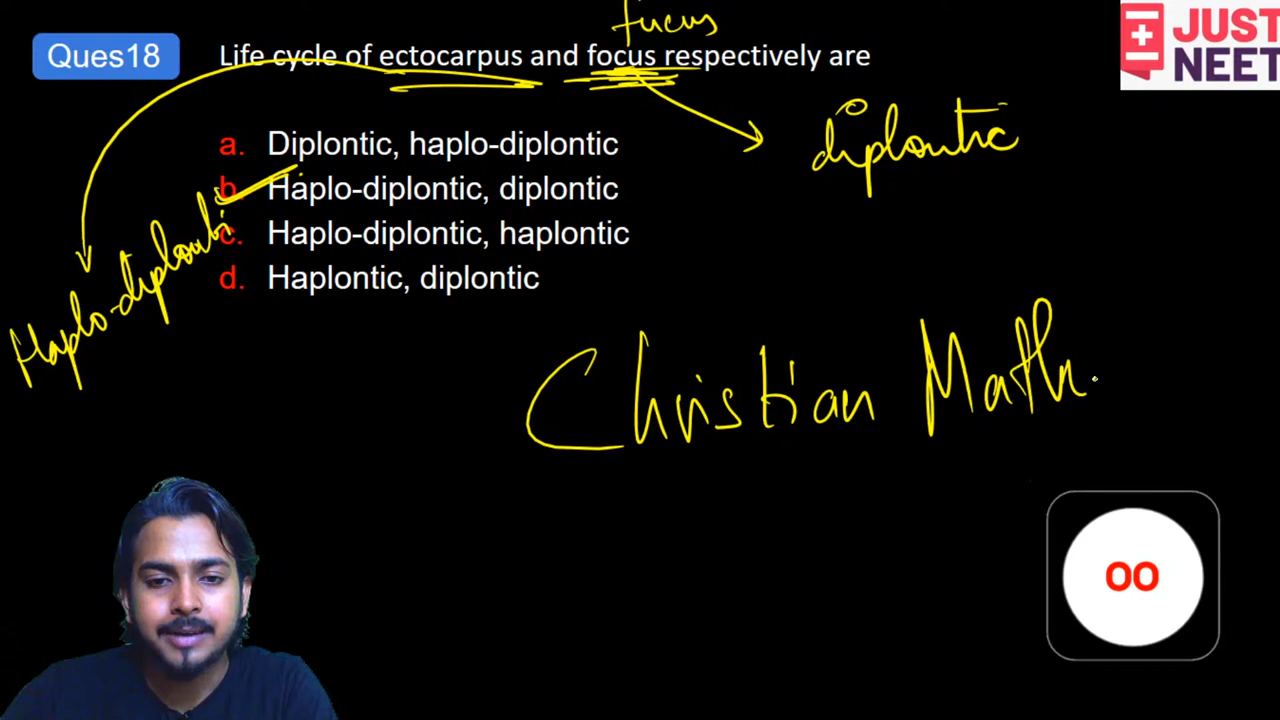 fucus
JUST
NEET
Ques18 Life cycle of ectocarpus and focus respectively are
diplontic
a. Diplontic, haplo-diplontic
b. Haplo-diplontic, diplontic
c. Haplo-diplontic, haplontic
d. Haplontic, diplontic
Haplo-diplontic
Christian Math
00